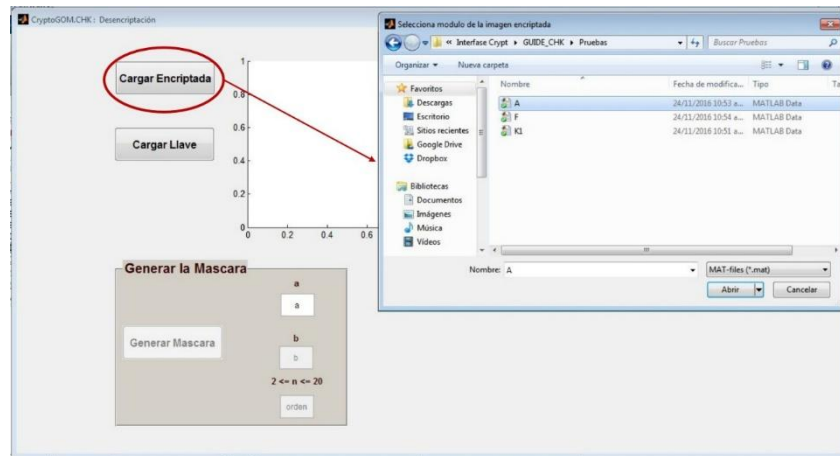 CryptoGOM.CHK : Desencriptación
Cargar Encriptada
Cargar Llave
1
0.8
0.6
0.4
0.2
0
0 0.2 0.4 0.6
Generar la Mascara
a
a
Generar Mascara
b
b
2 <= n <= 20
orden
Selecciona modulo de la imagen encriptada
« Interfase Crypt ▸ GUIDE_CHK ▸ Pruebas
Buscar Pruebas
Organizar Nueva carpeta
Favoritos
Descargas
Escritorio
Sitios recientes
Google Drive
Dropbox
Bibliotecas
Documentos
Imágenes
Música
Vídeos
Nombre Fecha de modifica... Tipo Ta
A 24/11/2016 10:53 a... MATLAB Data
F 24/11/2016 10:54 a... MATLAB Data
K1 24/11/2016 10:51 a... MATLAB Data
Nombre: A MAT-files (*.mat)
Abrir Cancelar